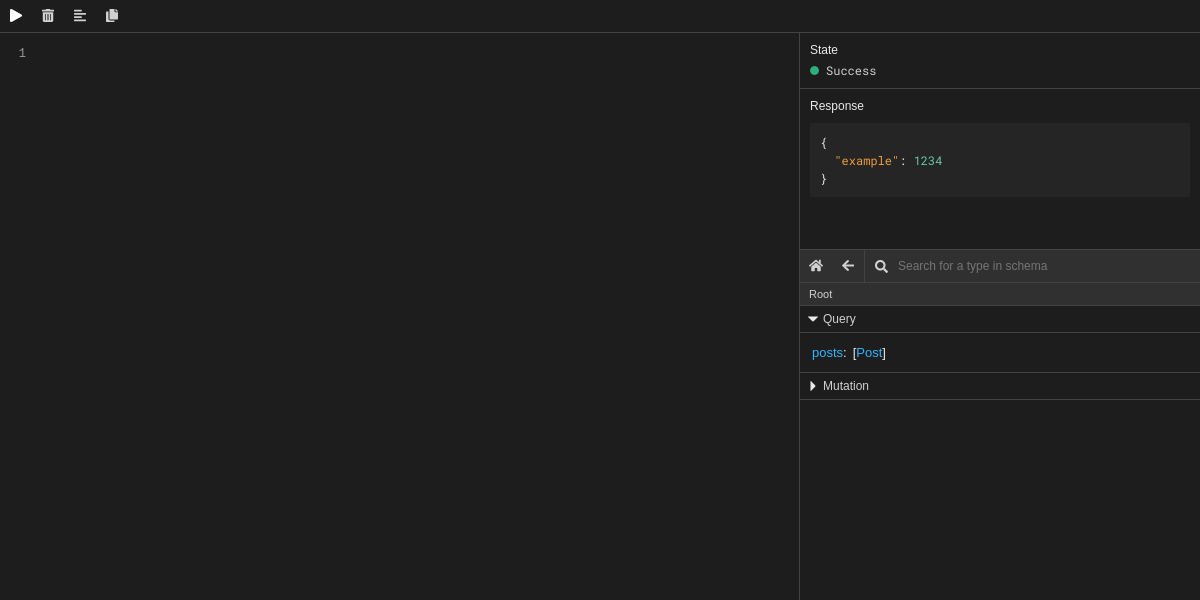 1
State
Success
Response
{
"example": 1234
}
Search for a type in schema
Root
Query
posts: [Post]
Mutation